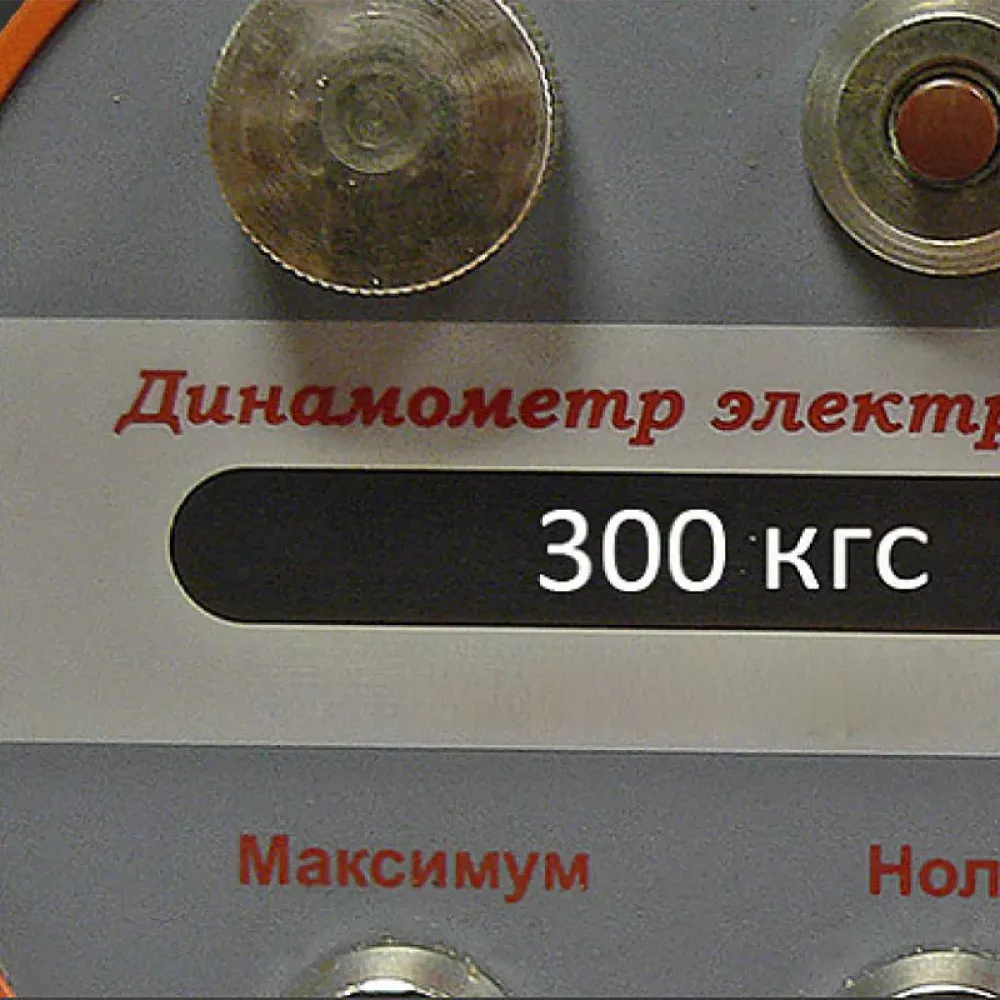 Динамометр электр
300 кгс
Максимум Нол